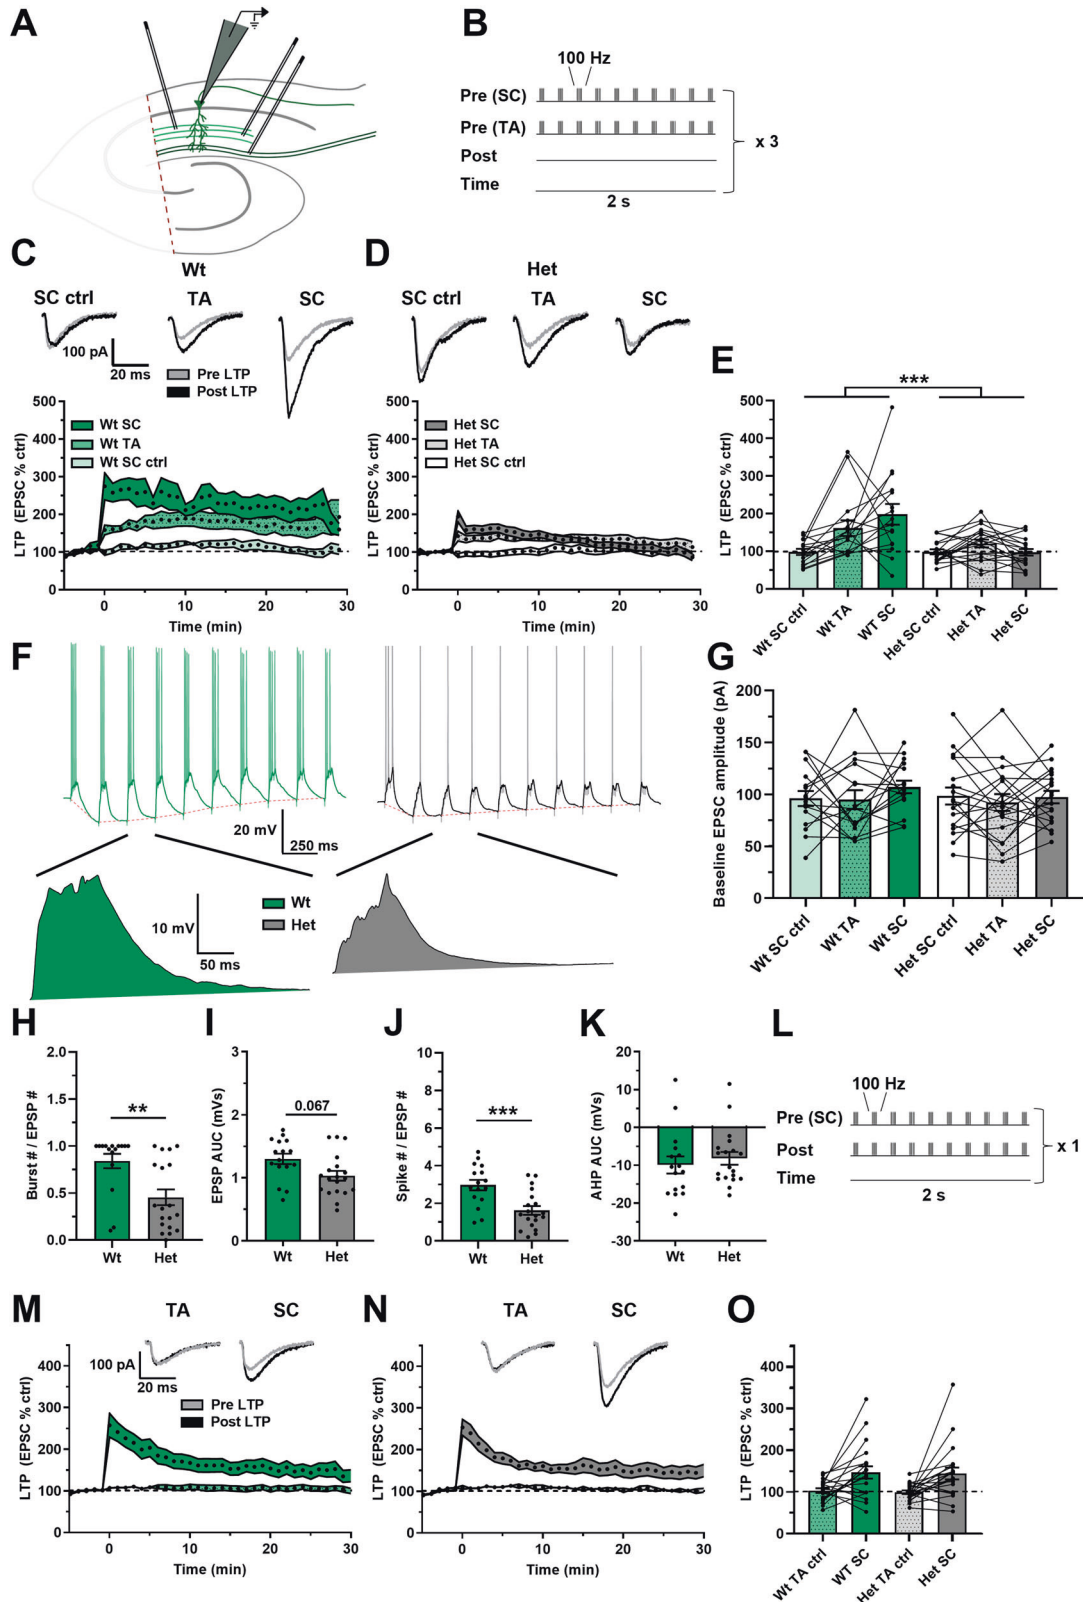 A
B
100 Hz
Pre (SC)
Pre (TA)
Post
Time
2 s
x 3
C
Wt
SC ctrl
TA
SC
100 pA
20 ms
Pre LTP
Post LTP
LTP (EPSC % ctrl)
500
400
300
200
100
0
Wt SC
Wt TA
Wt SC ctrl
0
10
20
30
Time (min)
D
Het
SC ctrl
TA
SC
LTP (EPSC % ctrl)
500
400
300
200
100
0
Het SC
Het TA
Het SC ctrl
0
10
20
30
Time (min)
E
***
LTP (EPSC % ctrl)
500
400
300
200
100
0
Wt SC ctrl
Wt TA
WT SC
Het SC ctrl
Het TA
Het SC
F
20 mV
250 ms
10 mV
50 ms
Wt
Het
G
Baseline EPSC amplitude (pA)
200
150
100
50
0
Wt SC ctrl
Wt TA
Wt SC
Het SC ctrl
Het TA
Het SC
H
Burst # / EPSP #
2.0
1.5
1.0
0.5
0.0
**
Wt
Het
I
EPSP AUC (mVs)
3
2
1
0
0.067
Wt
Het
J
Spike # / EPSP #
10
8
6
4
2
0
***
Wt
Het
K
AHP AUC (mVs)
20
10
0
-10
-20
-30
Wt
Het
L
100 Hz
Pre (SC)
Post
Time
2 s
x 1
M
TA
SC
100 pA
20 ms
Pre LTP
Post LTP
LTP (EPSC % ctrl)
400
300
200
100
0
0
10
20
30
Time (min)
N
TA
SC
LTP (EPSC % ctrl)
400
300
200
100
0
0
10
20
30
Time (min)
O
LTP (EPSC % ctrl)
400
300
200
100
0
Wt TA ctrl
WT SC
Het TA ctrl
Het SC